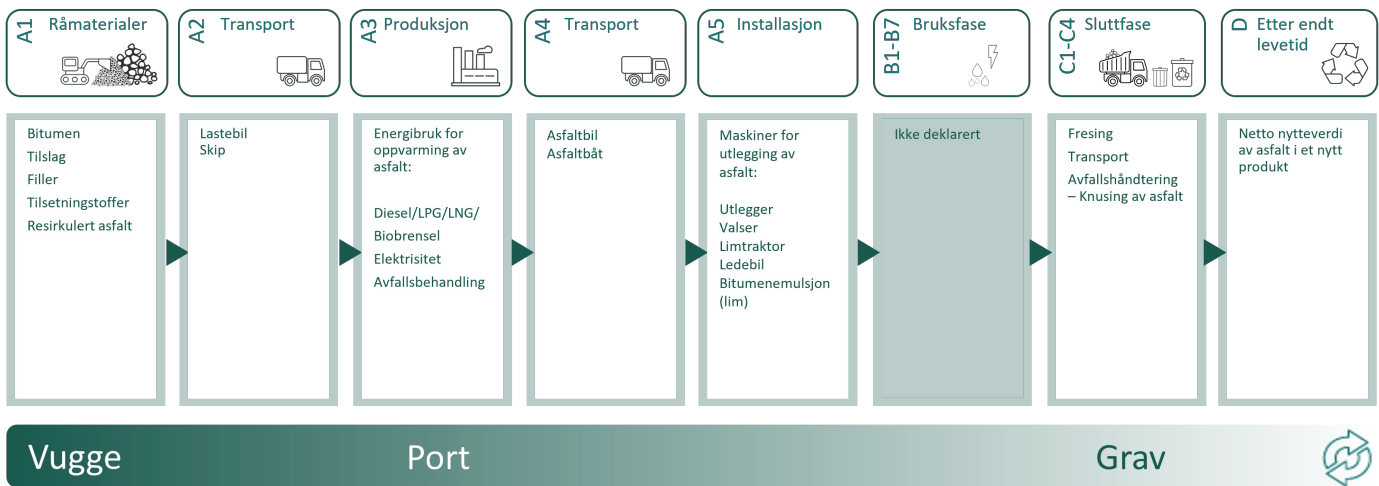 A1 Råmaterialer
A2 Transport
A3 Produksjon
A4 Transport
A5 Installasjon
B1-B7 Bruksfase
C1-C4 Sluttfase
D Etter endt
levetid
Bitumen
Tilslag
Filler
Tilsetningstoffer
Resirkulert asfalt
Lastebil
Skip
Energibruk for
oppvarming av
asfalt:
Diesel/LPG/LNG/
Biobrensel
Elektrisitet
Avfallsbehandling
Asfaltbil
Asfaltbåt
Maskiner for
utlegging av
asfalt:
Utlegger
Valser
Limtraktor
Ledebil
Bitumenemulsjon
(lim)
Ikke deklarert
Fresing
Transport
Avfallshåndtering
– Knusing av asfalt
Netto nytteverdi
av asfalt i et nytt
produkt
Vugge
Port
Grav